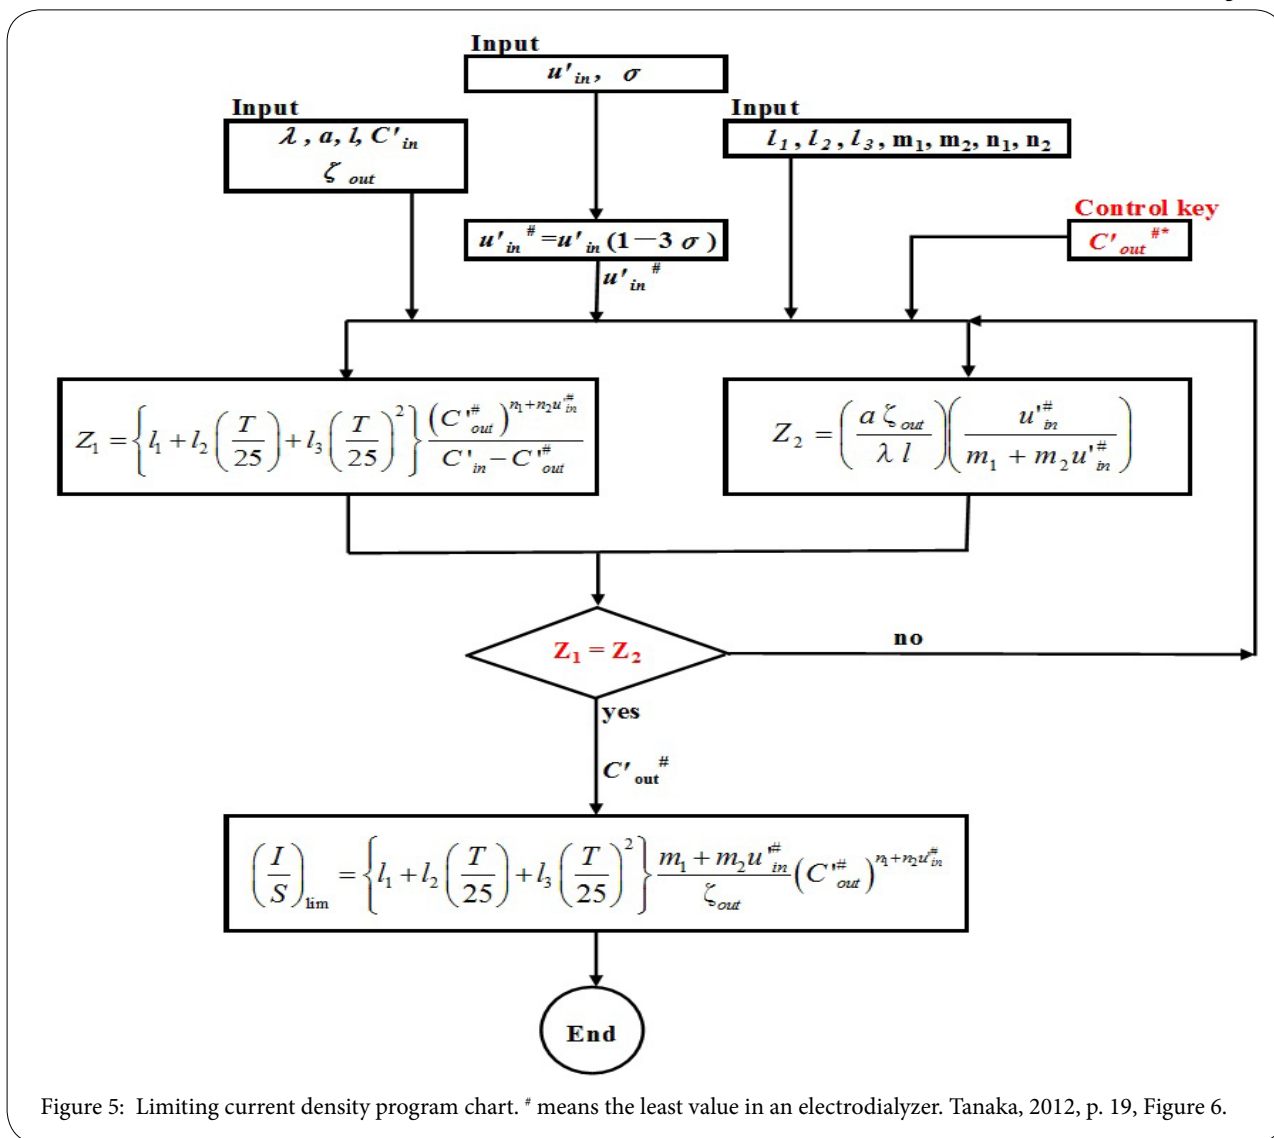 Input
u'in, σ
Input
λ, a, l, C'in
ζout
Input
l1, l2, l3, m1, m2, n1, n2
Control key
C'out#*
u'in# =u'in (1−3 σ)
u'in#
Z1 = {l1 + l2 (T/25) + l3 (T/25)^2} (C'#out)^(n1+n2u'#in) / (C'in − C'#out)
Z2 = (a ζout / λ l) (u'#in / (m1 + m2u'#in))
Z1 = Z2
no
yes
C'out#
(I/S)lim = {l1 + l2 (T/25) + l3 (T/25)^2} (m1 + m2u'#in / ζout) (C'#out)^(n1+n2u'#in)
End
Figure 5: Limiting current density program chart. # means the least value in an electrodialyzer. Tanaka, 2012, p. 19, Figure 6.